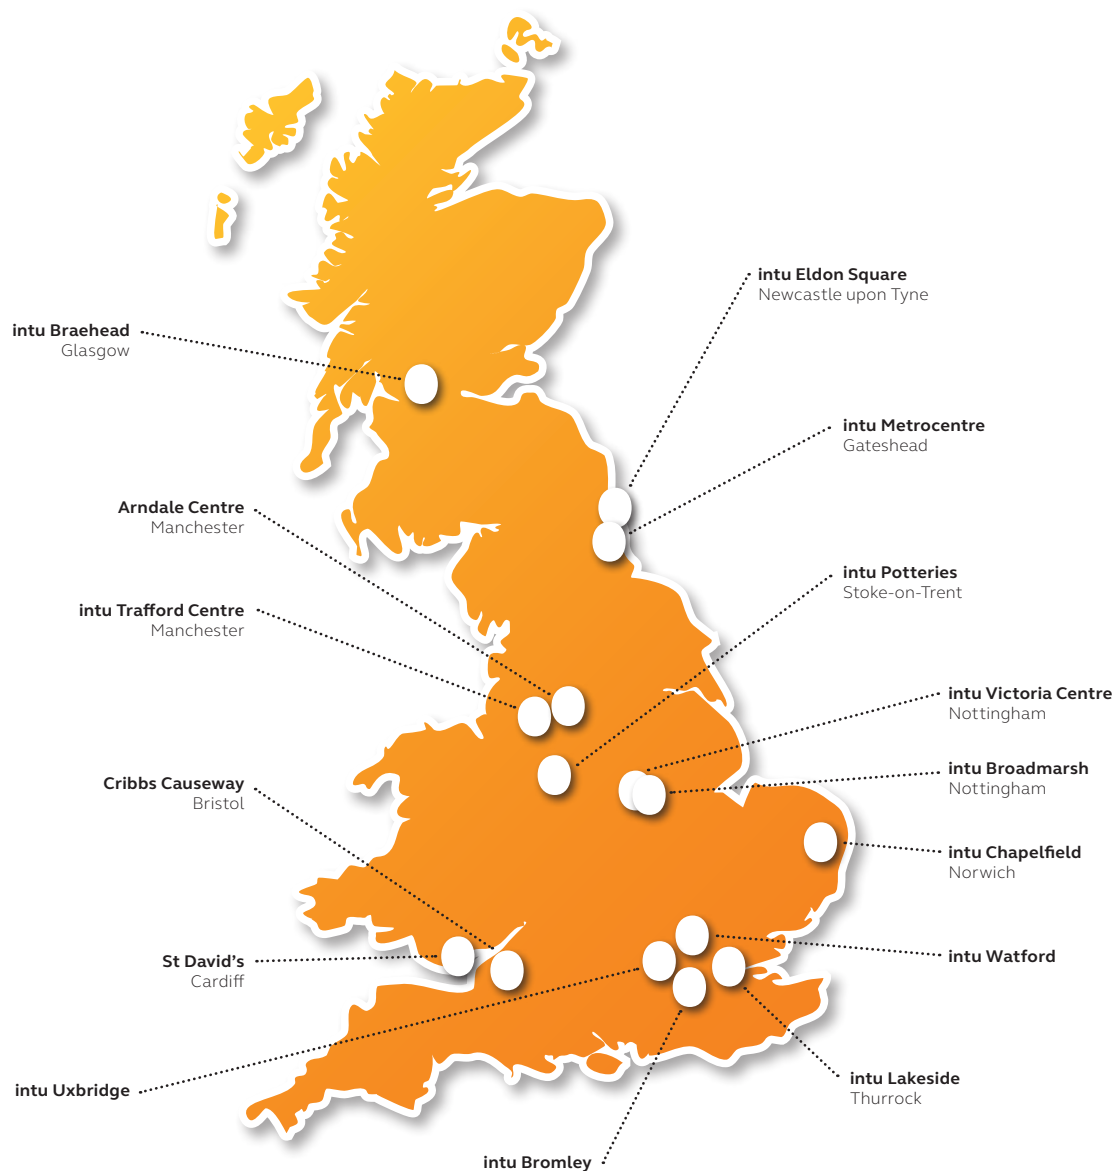 intu Eldon Square
Newcastle upon Tyne
intu Braehead
Glasgow
intu Metrocentre
Gateshead
Arndale Centre
Manchester
intu Potteries
Stoke-on-Trent
intu Trafford Centre
Manchester
intu Victoria Centre
Nottingham
intu Broadmarsh
Nottingham
Cribbs Causeway
Bristol
intu Chapelfield
Norwich
intu Watford
St David's
Cardiff
intu Lakeside
Thurrock
intu Uxbridge
intu Bromley